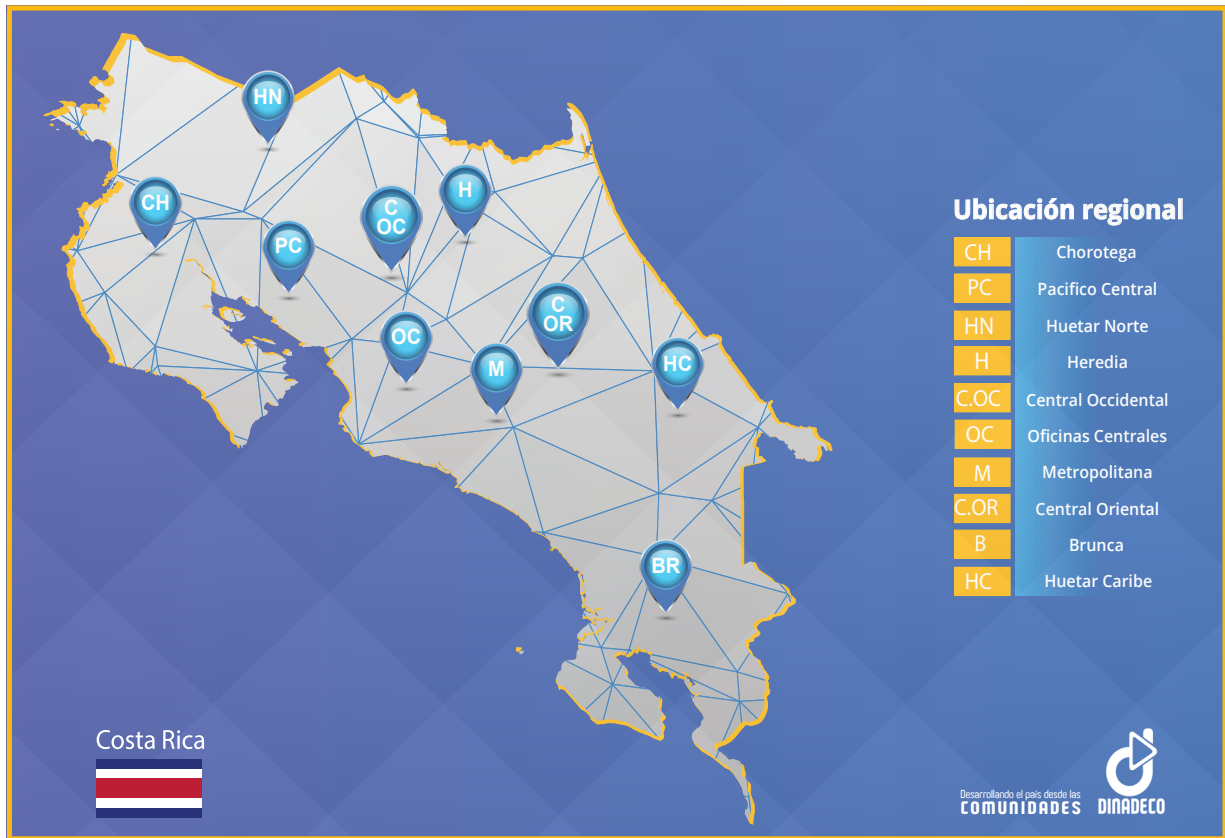 HN
CH
H
C
OC
PC
C
OR
OC
M
HC
BR
Ubicación regional
CH Chorotega
PC Pacifico Central
HN Huetar Norte
H Heredia
C.OC Central Occidental
OC Oficinas Centrales
M Metropolitana
C.OR Central Oriental
B Brunca
HC Huetar Caribe
Costa Rica
Desarrollando el país desde las
COMUNIDADES
DINADECO